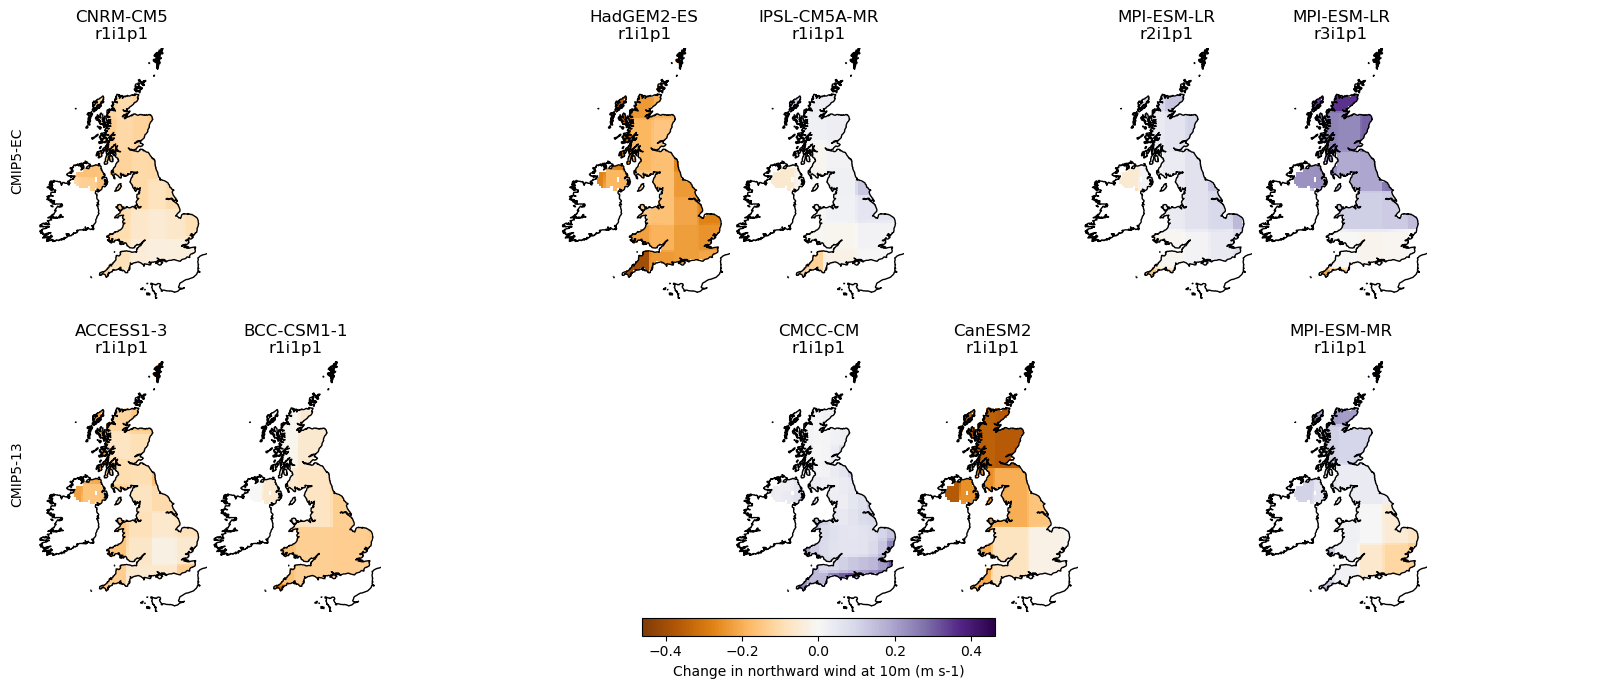 CNRM-CM5
r1i1p1
HadGEM2-ES
r1i1p1
IPSL-CM5A-MR
r1i1p1
MPI-ESM-LR
r2i1p1
MPI-ESM-LR
r3i1p1
CMIP5-EC
ACCESS1-3
r1i1p1
BCC-CSM1-1
r1i1p1
CMCC-CM
r1i1p1
CanESM2
r1i1p1
MPI-ESM-MR
r1i1p1
CMIP5-13
−0.4 −0.2 0.0 0.2 0.4
Change in northward wind at 10m (m s-1)